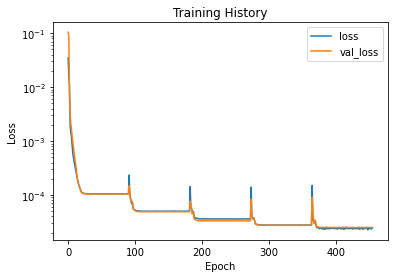 Training History
loss
val_loss
Loss
10⁻¹
10⁻²
10⁻³
10⁻⁴
0 100 200 300 400
Epoch